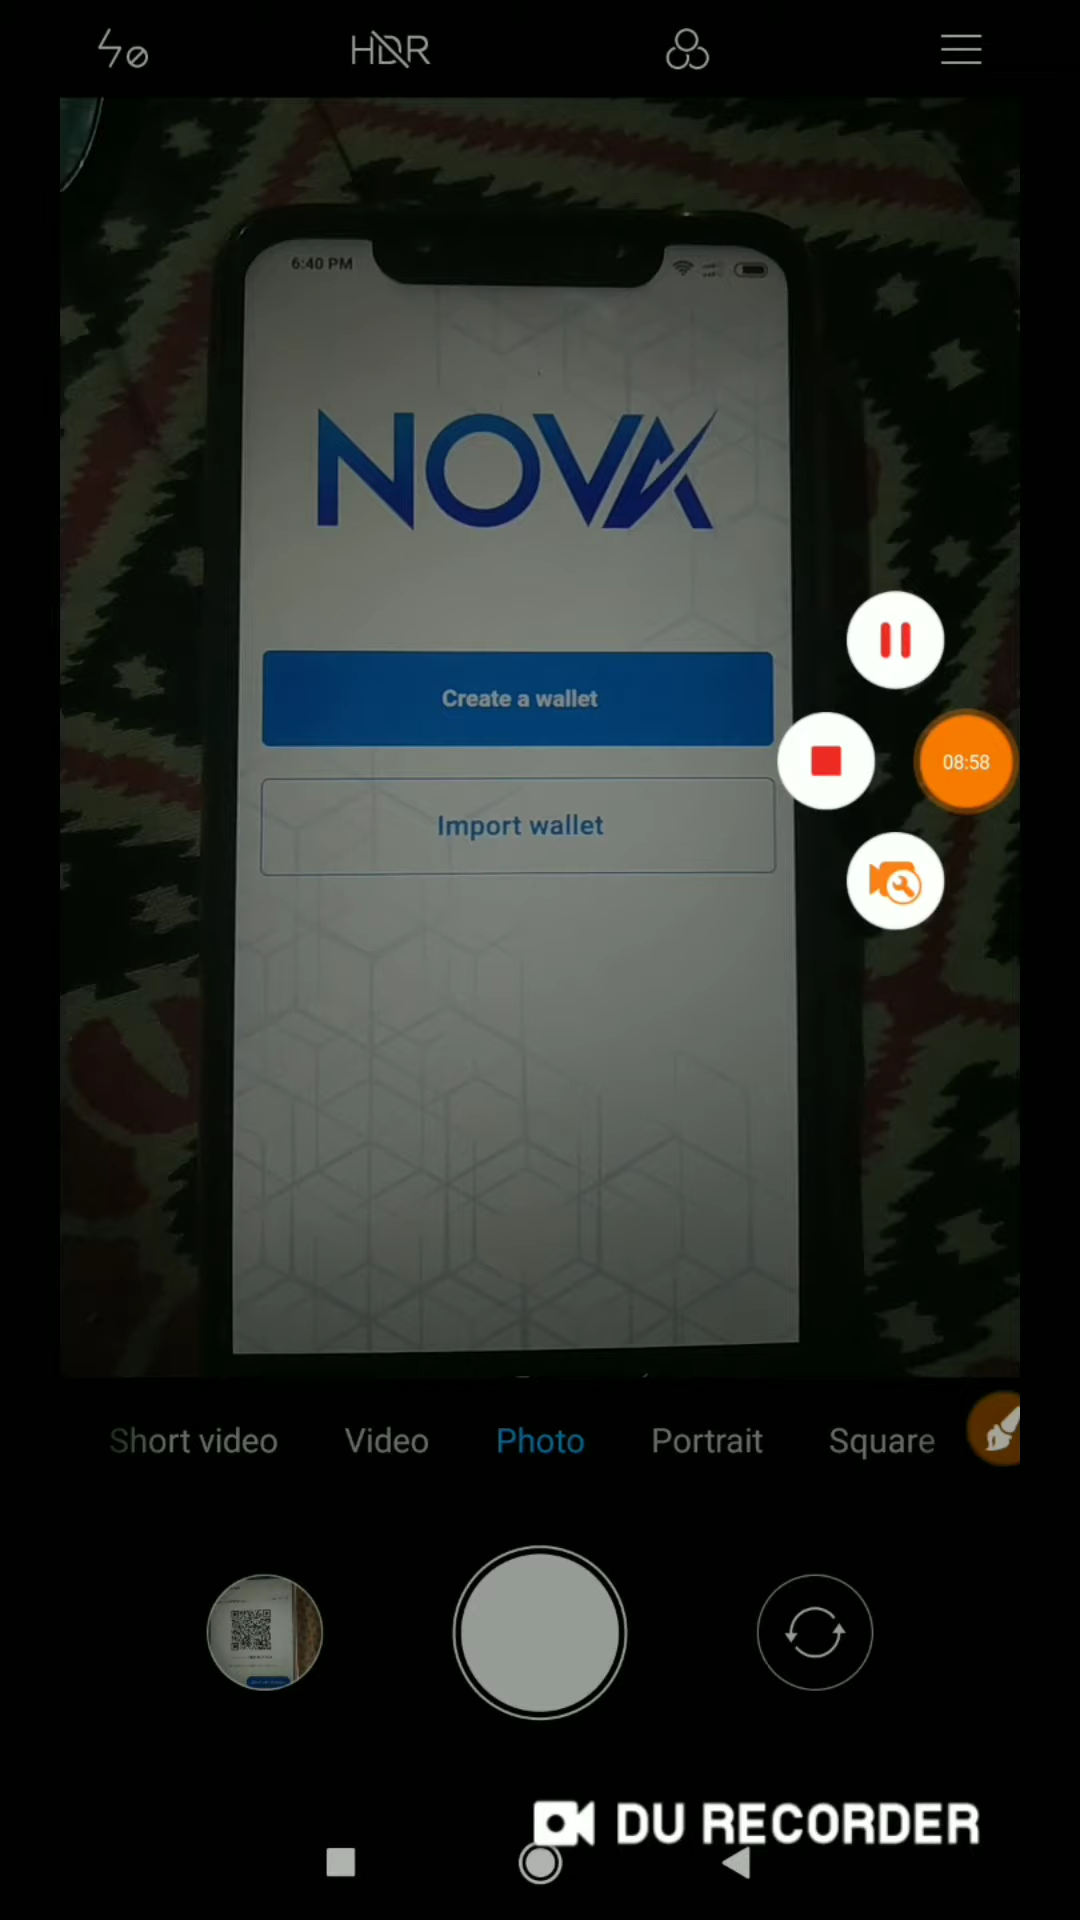 HDR
6:40 PM
NOVA
Create a wallet
Import wallet
08:58
Short video Video Photo Portrait Square
DU RECORDER